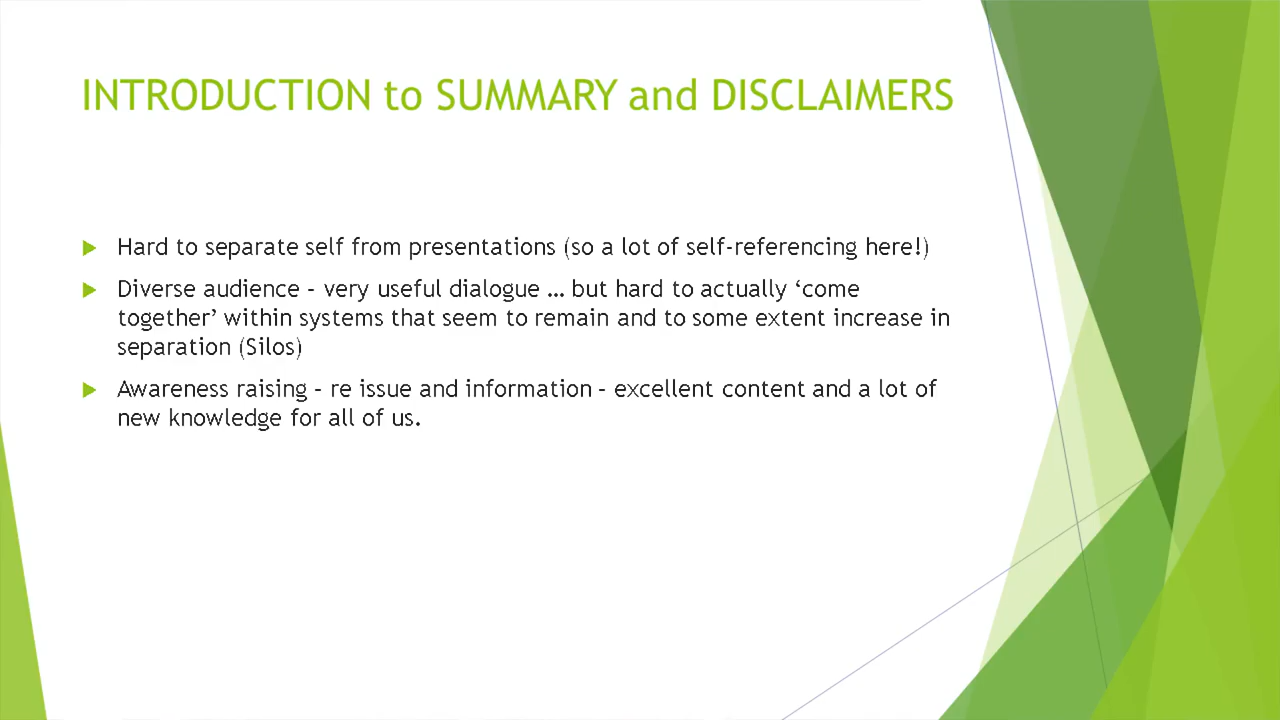 INTRODUCTION to SUMMARY and DISCLAIMERS
Hard to separate self from presentations (so a lot of self-referencing here!)
Diverse audience – very useful dialogue … but hard to actually ‘come
together’ within systems that seem to remain and to some extent increase in
separation (Silos)
Awareness raising – re issue and information – excellent content and a lot of
new knowledge for all of us.